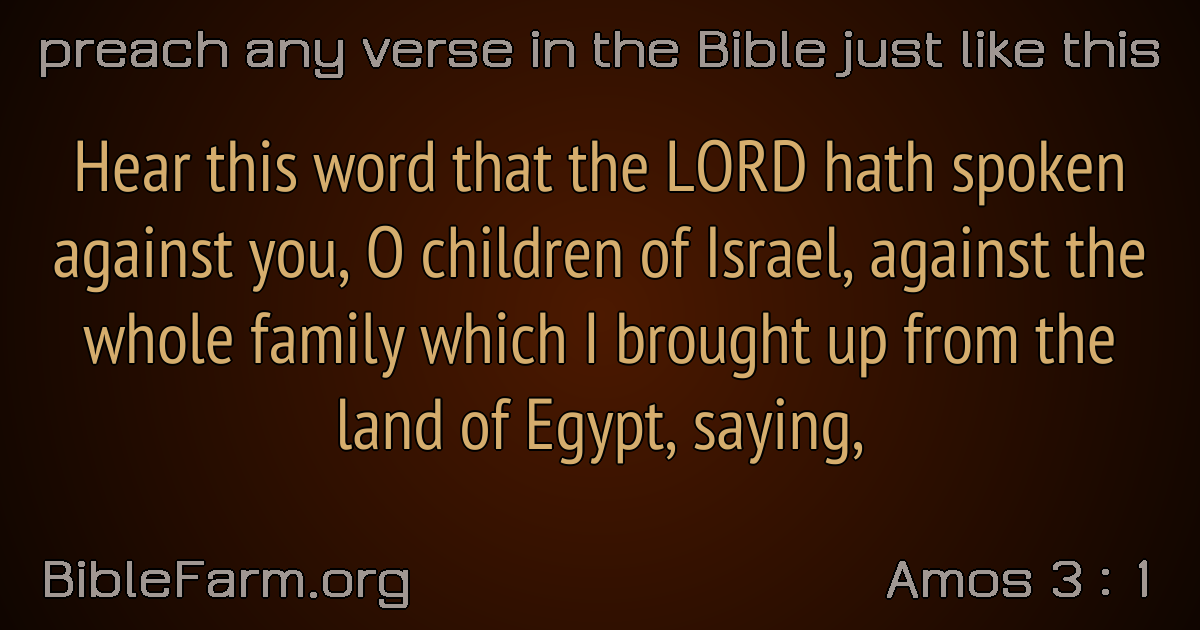 preach any verse in the Bible just like this
Hear this word that the LORD hath spoken
against you, O children of Israel, against the
whole family which I brought up from the
land of Egypt, saying,
BibleFarm.org
Amos 3 : 1